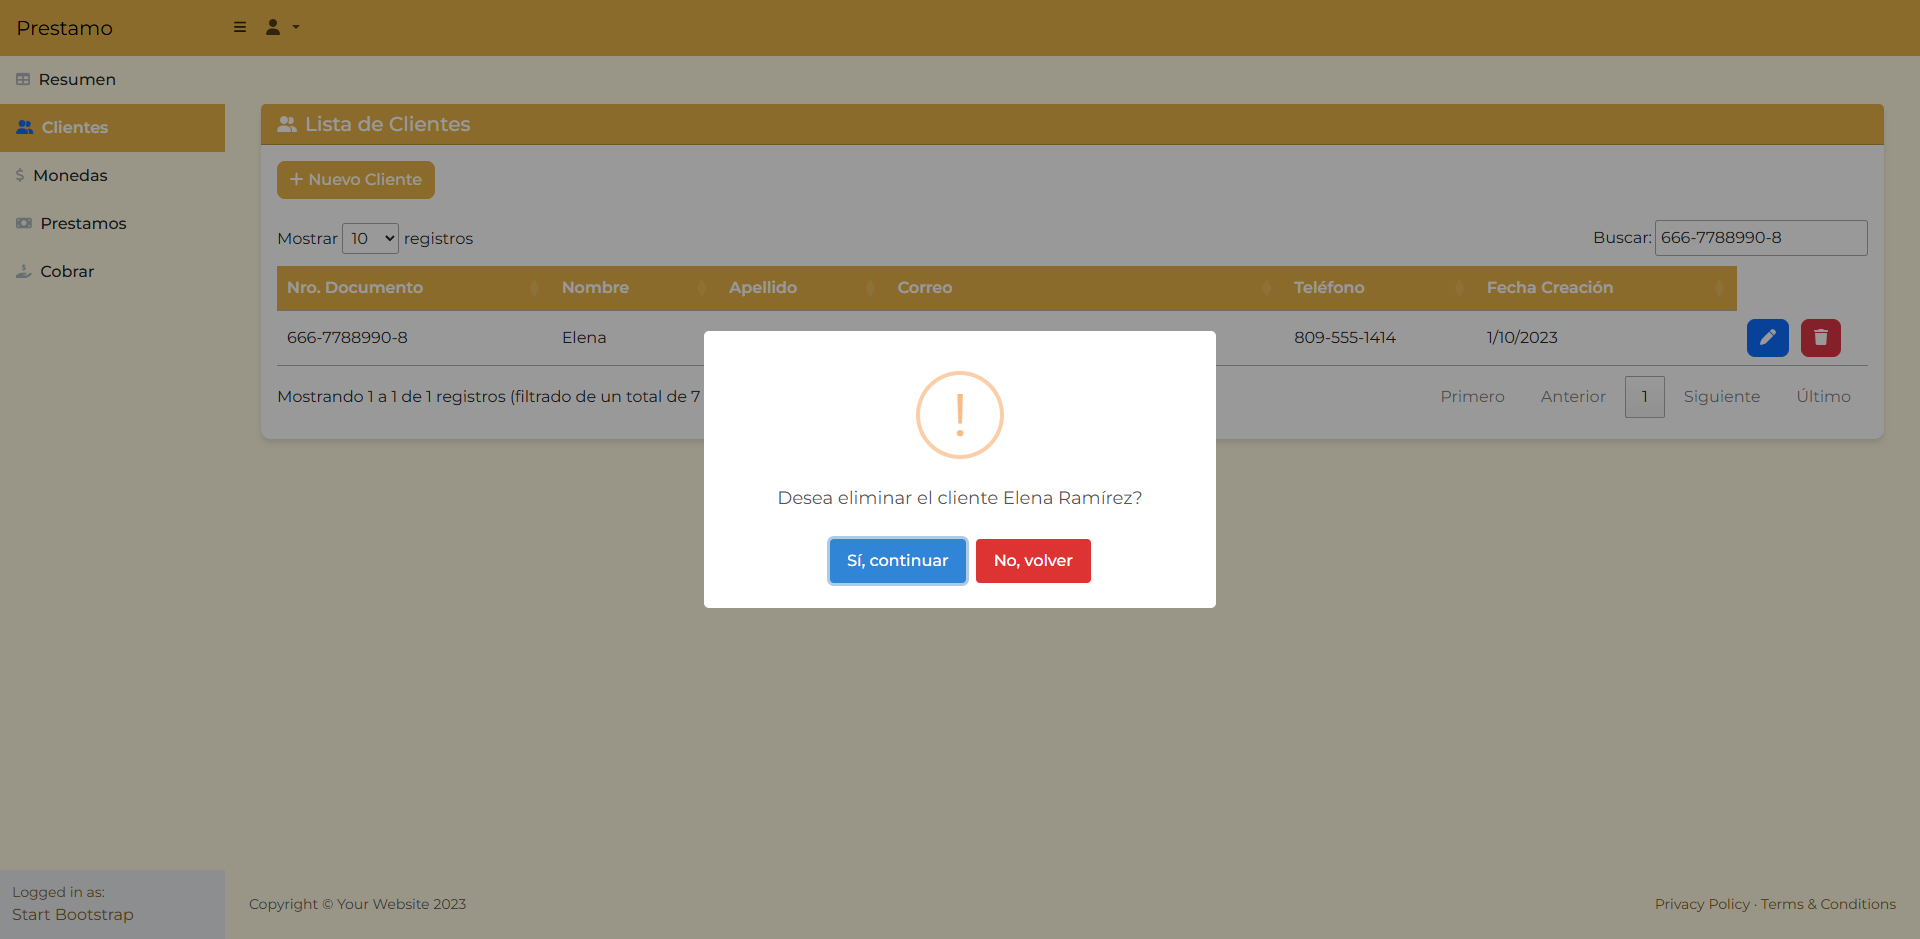 Prestamo
Resumen
Clientes
Monedas
Prestamos
Cobrar
Lista de Clientes
+ Nuevo Cliente
Mostrar 10 registros
Buscar: 666-7788990-8
Nro. Documento Nombre Apellido Correo Teléfono Fecha Creación
666-7788990-8 Elena 809-555-1414 1/10/2023
Mostrando 1 a 1 de 1 registros (filtrado de un total de 7
Primero Anterior 1 Siguiente Último
Desea eliminar el cliente Elena Ramírez?
Sí, continuar No, volver
Logged in as:
Start Bootstrap
Copyright © Your Website 2023
Privacy Policy · Terms & Conditions